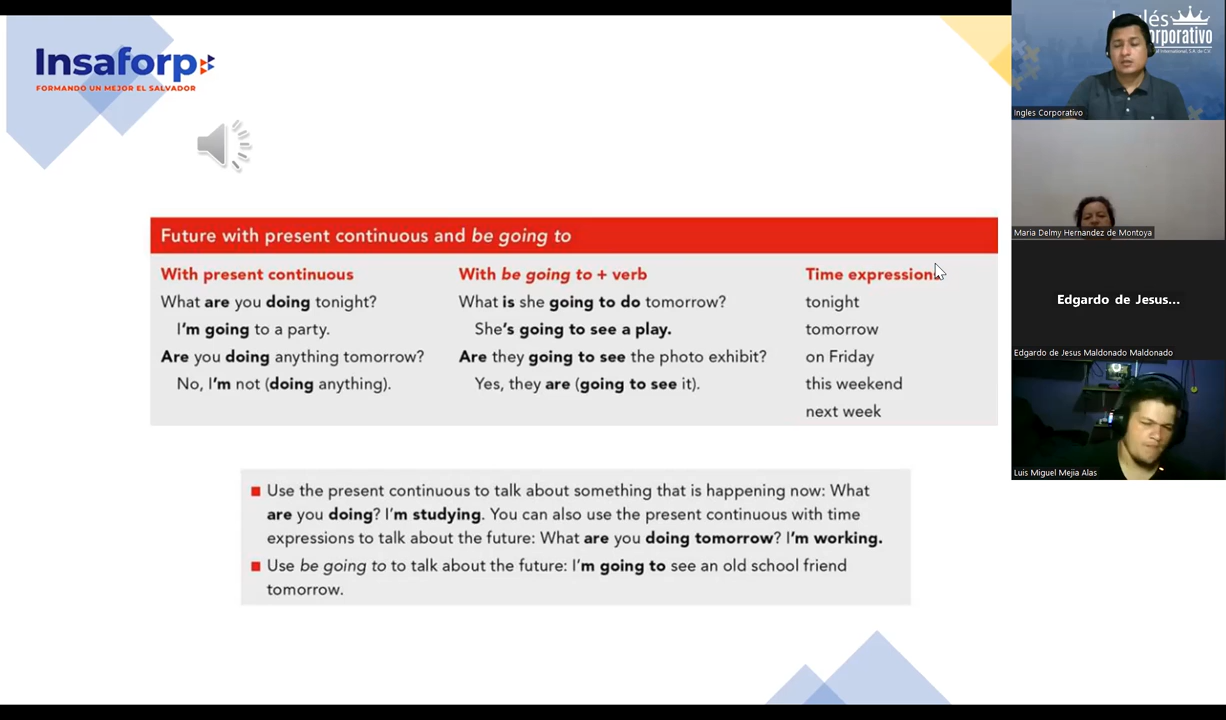 Insaforp
FORMANDO UN MEJOR EL SALVADOR
Future with present continuous and be going to
With present continuous
What are you doing tonight?
I'm going to a party.
Are you doing anything tomorrow?
No, I'm not (doing anything).
With be going to + verb
What is she going to do tomorrow?
She's going to see a play.
Are they going to see the photo exhibit?
Yes, they are (going to see it).
Time expressions
tonight
tomorrow
on Friday
this weekend
next week
Use the present continuous to talk about something that is happening now: What
are you doing? I'm studying. You can also use the present continuous with time
expressions to talk about the future: What are you doing tomorrow? I'm working.
Use be going to to talk about the future: I'm going to see an old school friend
tomorrow.
Ingles Corporativo
Maria Delmy Hernandez de Montoya
Edgardo de Jesus...
Edgardo de Jesus Maldonado Maldonado
Luis Miguel Mejia Alas